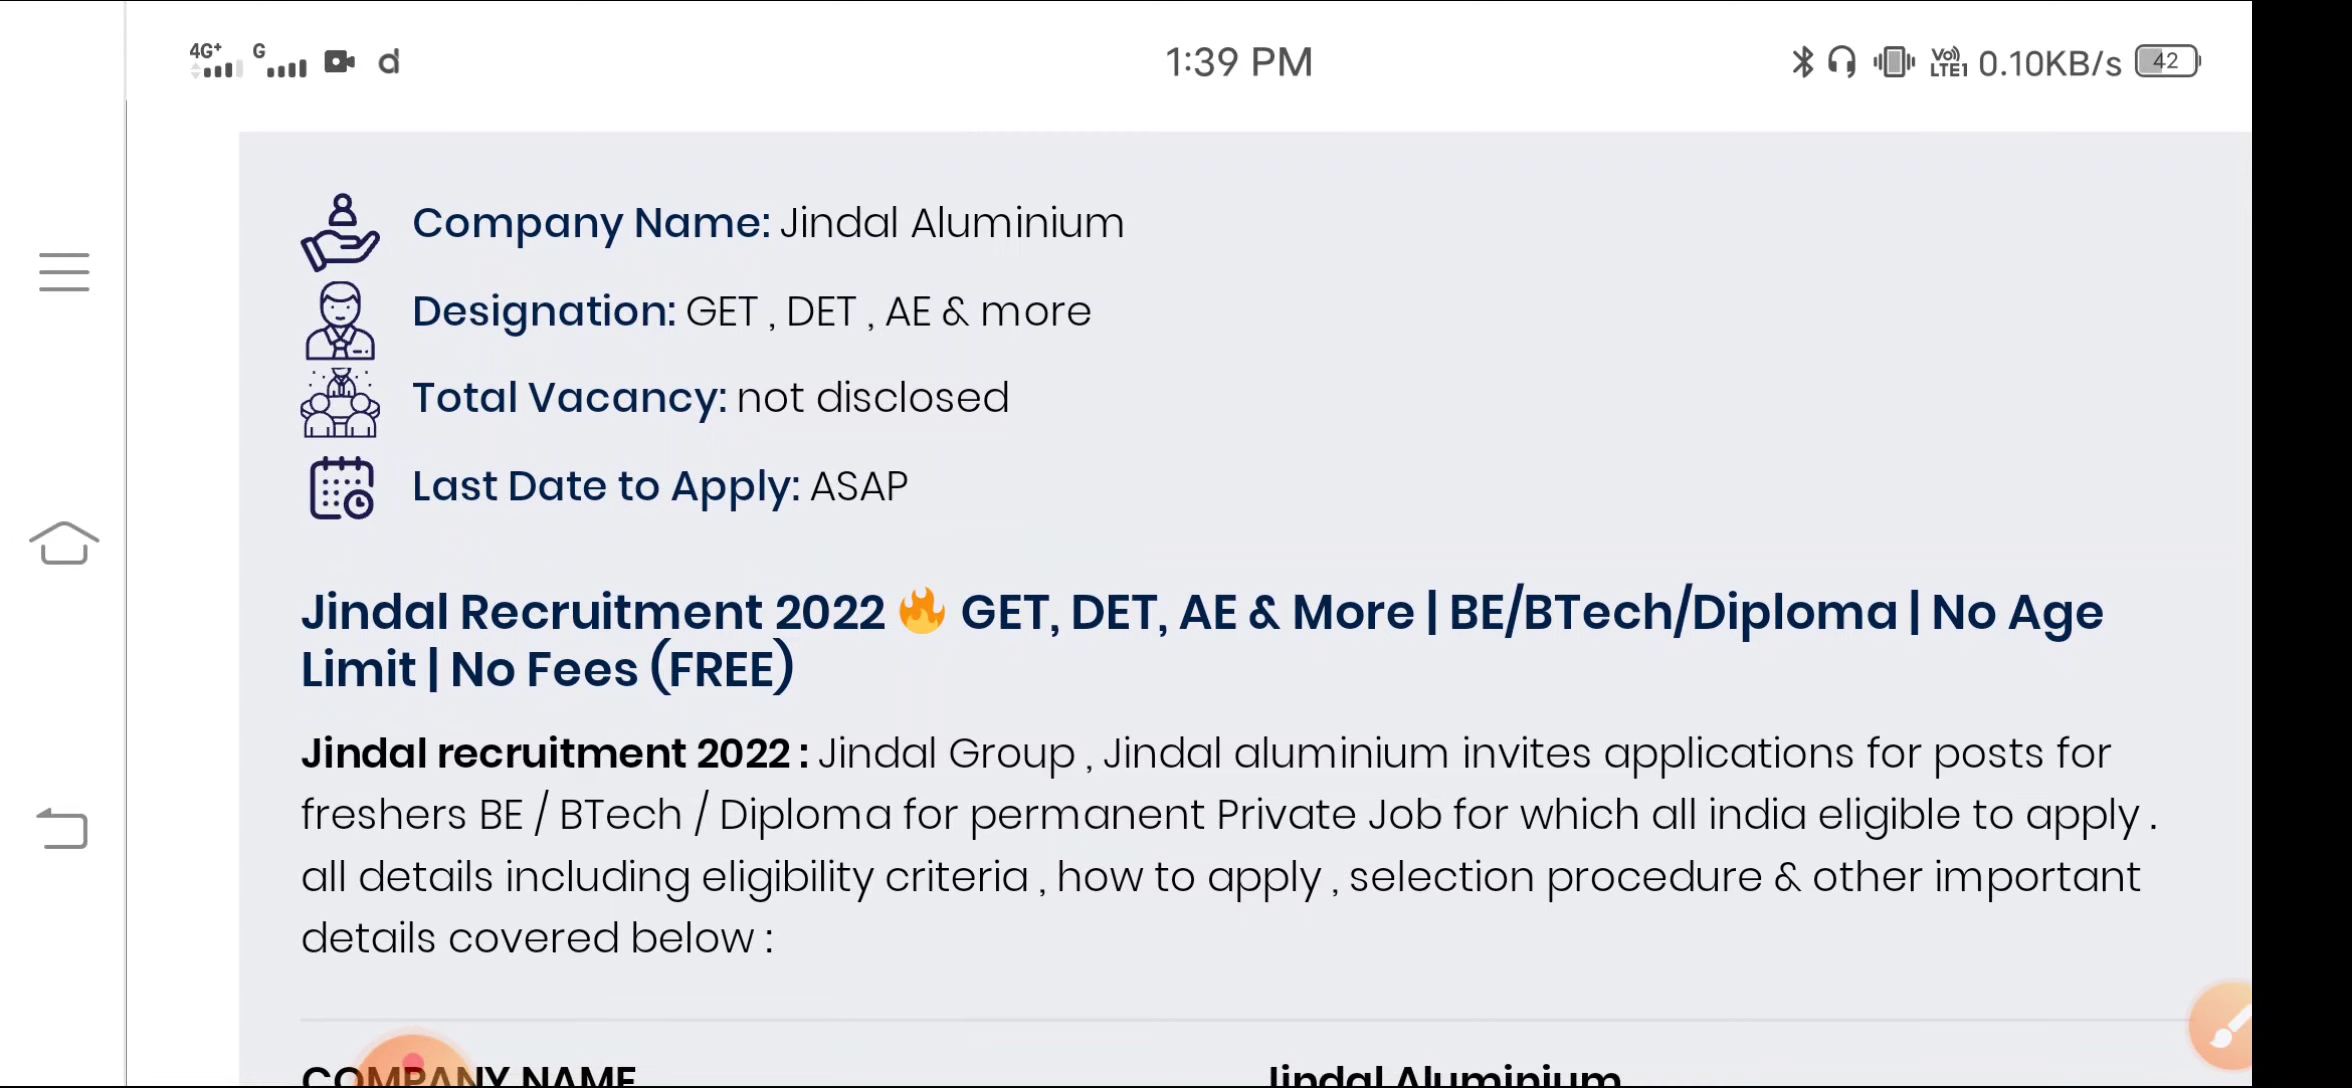 4G+ G d 1:39 PM Vo) LTE1 0.10KB/s 42
Company Name: Jindal Aluminium
Designation: GET , DET , AE & more
Total Vacancy: not disclosed
Last Date to Apply: ASAP
Jindal Recruitment 2022 🔥 GET, DET, AE & More | BE/BTech/Diploma | No Age
Limit | No Fees (FREE)
Jindal recruitment 2022 : Jindal Group , Jindal aluminium invites applications for posts for
freshers BE / BTech / Diploma for permanent Private Job for which all india eligible to apply .
all details including eligibility criteria , how to apply , selection procedure & other important
details covered below :
COMPANY NAME Jindal Aluminium